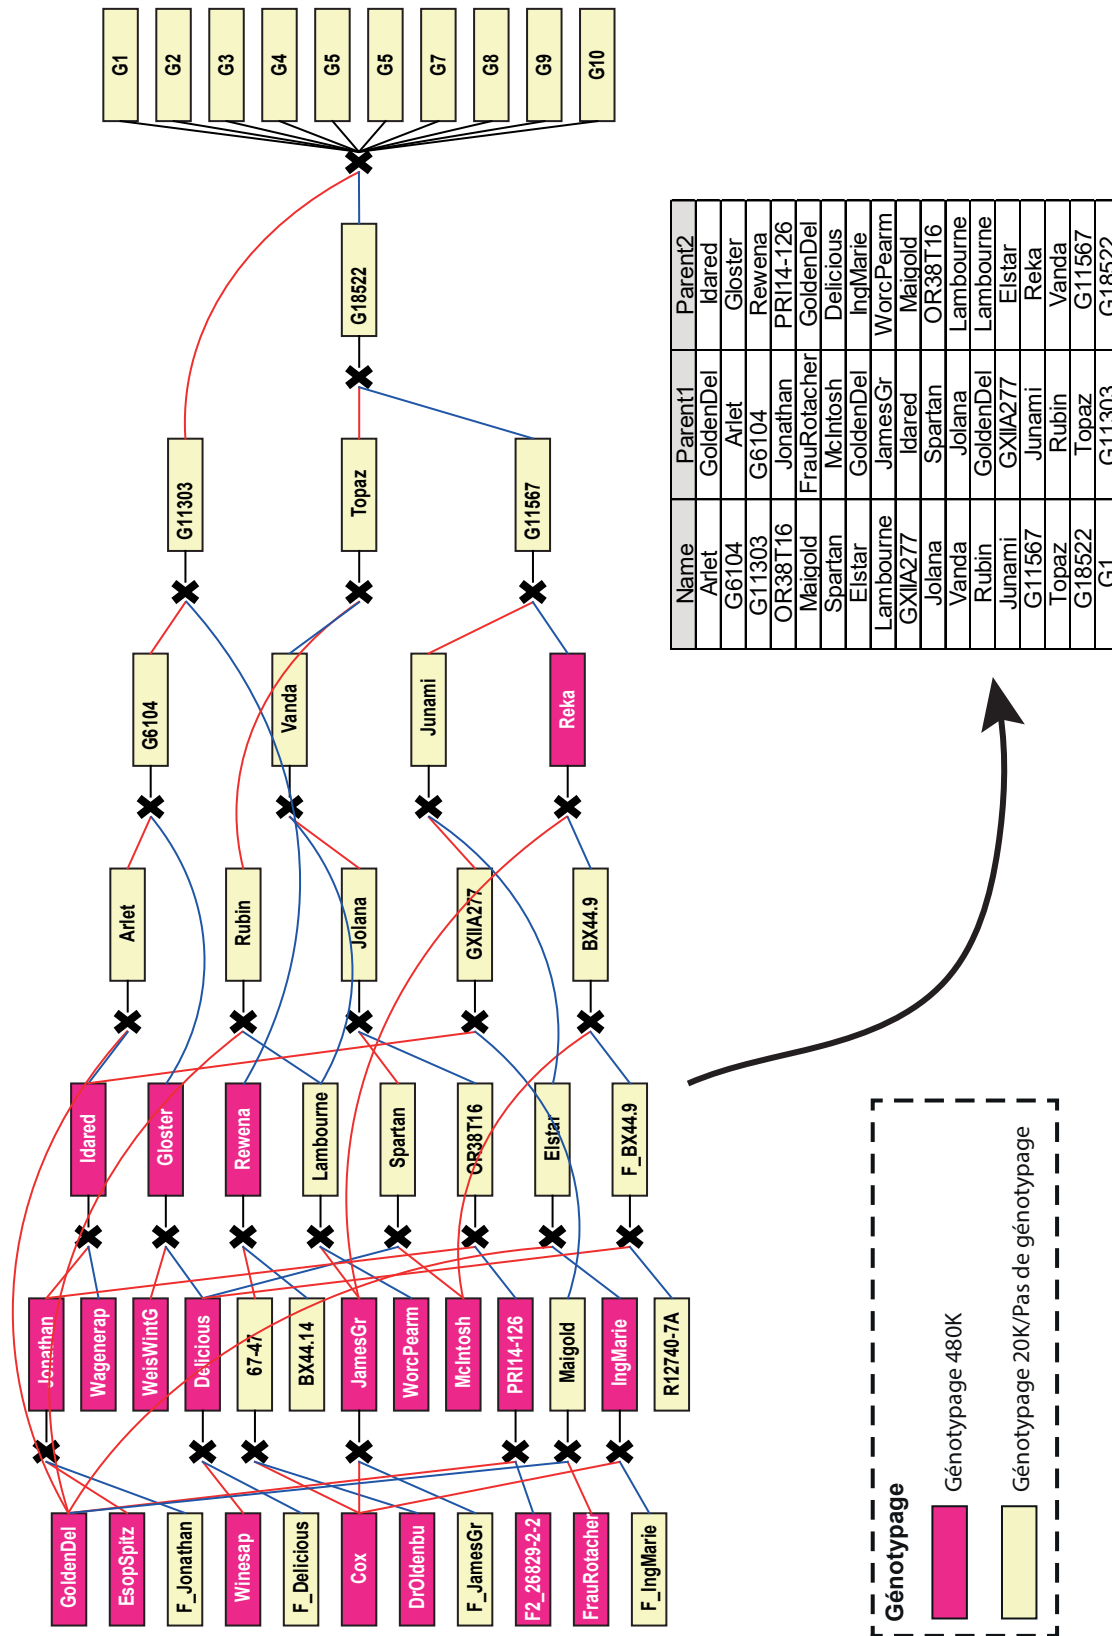 G1
G2
G3
G4
G5
G5
G7
G8
G9
G10
G18522
G11303
Topaz
G11567
G6104
Vanda
Junami
Reka
Arlet
Rubin
Jolana
GXIIA277
BX44.9
Idared
Gloster
Rewena
Lambourne
Spartan
OR38T16
Elstar
F_BX44.9
Jonathan
Wagenerap
WeisWintG
Delicious
67-47
BX44.14
JamesGr
WorcPearm
McIntosh
PRI14-126
Maigold
IngMarie
R12740-7A
GoldenDel
EsopSpitz
F_Jonathan
Winesap
F_Delicious
Cox
DrOldenbu
F_JamesGr
F2_26829-2-2
FrauRotacher
F_IngMarie
Name Parent1 Parent2
Arlet GoldenDel Idared
G6104 Arlet Gloster
G11303 G6104 Rewena
OR38T16 Jonathan PRI14-126
Maigold FrauRotacher GoldenDel
Spartan McIntosh Delicious
Elstar GoldenDel IngMarie
Lambourne JamesGr WorcPearm
GXIIA277 Idared Maigold
Jolana Spartan OR38T16
Vanda Jolana Lambourne
Rubin GoldenDel Lambourne
Junami GXIIA277 Elstar
G11567 Junami Reka
Topaz Rubin Vanda
G18522 Topaz G11567
G1 G11303 G18522
Génotypage
Génotypage 480K
Génotypage 20K/Pas de génotypage